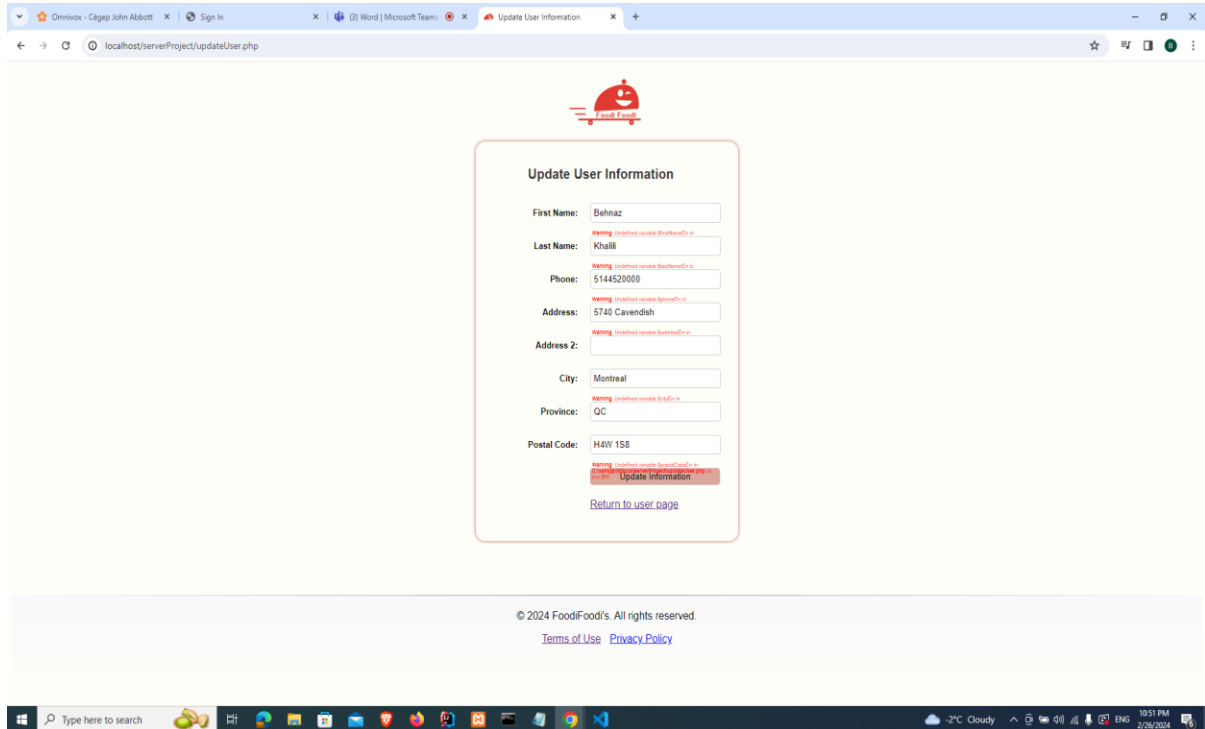 Omnivox - Cégep John Abbott
Sign In
(3) Word | Microsoft Teams
Update User Information
localhost/serverProject/updateUser.php
B
Foodi Foodi
Update User Information
First Name: Behnaz
Warning: Undefined variable $firstNameErr in
Last Name: Khalili
Warning: Undefined variable $lastNameErr in
Phone: 5144520000
Warning: Undefined variable $phoneErr in
Address: 5740 Cavendish
Warning: Undefined variable $addressErr in
Address 2:
City: Montreal
Warning: Undefined variable $cityErr in
Province: QC
Postal Code: H4W 1S8
Warning: Undefined variable $postalCodeErr in
Update Information
Return to user page
© 2024 FoodiFoodi's. All rights reserved.
Terms of Use Privacy Policy
Type here to search
-2°C Cloudy
ENG
10:51 PM
2/26/2024